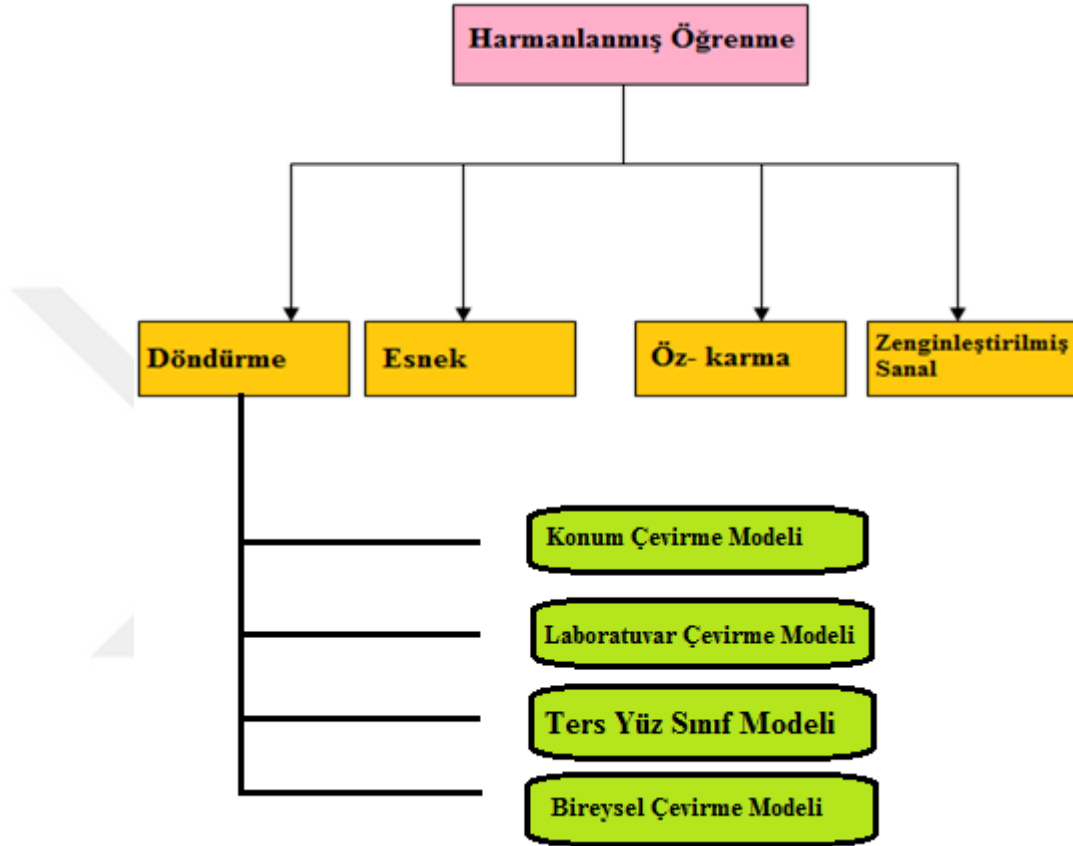 Harmanlanmış Öğrenme
Döndürme
Esnek
Öz- karma
Zenginleştirilmiş
Sanal
Konum Çevirme Modeli
Laboratuvar Çevirme Modeli
Ters Yüz Sınıf Modeli
Bireysel Çevirme Modeli